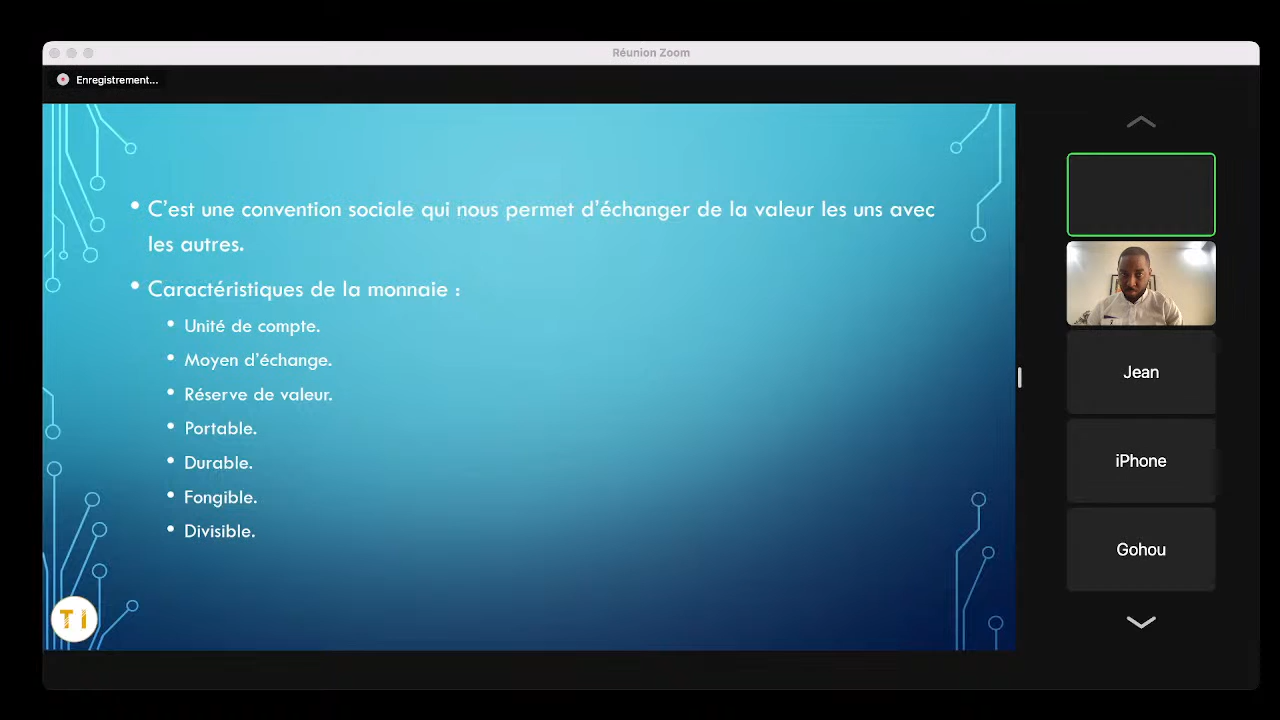 Réunion Zoom
Enregistrement...
• C'est une convention sociale qui nous permet d'échanger de la valeur les uns avec
les autres.
• Caractéristiques de la monnaie :
• Unité de compte.
• Moyen d'échange.
• Réserve de valeur.
• Portable.
• Durable.
• Fongible.
• Divisible.
TI
Jean
iPhone
Gohou